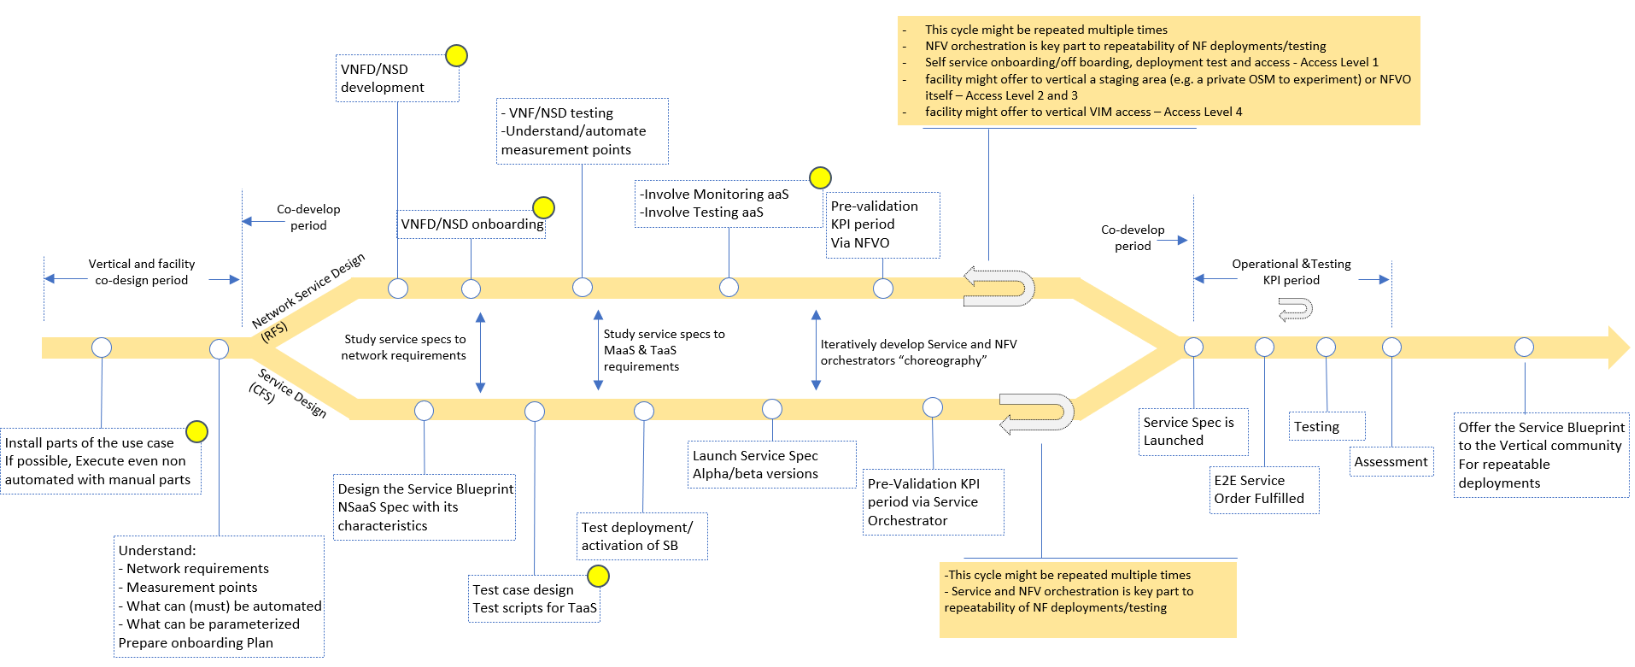 - This cycle might be repeated multiple times
- NFV orchestration is key part to repeatability of NF deployments/testing
- Self service onboarding/off boarding, deployment test and access - Access Level 1
- facility might offer to vertical a staging area (e.g. a private OSM to experiment) or NFVO
itself – Access Level 2 and 3
- facility might offer to vertical VIM access – Access Level 4
VNFD/NSD
development
- VNF/NSD testing
-Understand/automate
measurement points
-Involve Monitoring aaS
-Involve Testing aaS
Pre-validation
KPI period
Via NFVO
VNFD/NSD onboarding
Co-develop
period
Vertical and facility
co-design period
Co-develop
period
Operational &Testing
KPI period
Network Service Design
(RFS)
Service Design
(CFS)
Study service specs to
network requirements
Study service specs to
MaaS & TaaS
requirements
Iteratively develop Service and NFV
orchestrators “choreography”
Install parts of the use case
If possible, Execute even non
automated with manual parts
Understand:
- Network requirements
- Measurement points
- What can (must) be automated
- What can be parameterized
Prepare onboarding Plan
Design the Service Blueprint
NSaaS Spec with its
characteristics
Test case design
Test scripts for TaaS
Test deployment/
activation of SB
Launch Service Spec
Alpha/beta versions
Pre-Validation KPI
period via Service
Orchestrator
-This cycle might be repeated multiple times
- Service and NFV orchestration is key part to
repeatability of NF deployments/testing
Service Spec is
Launched
E2E Service
Order Fulfilled
Testing
Assessment
Offer the Service Blueprint
to the Vertical community
For repeatable
deployments